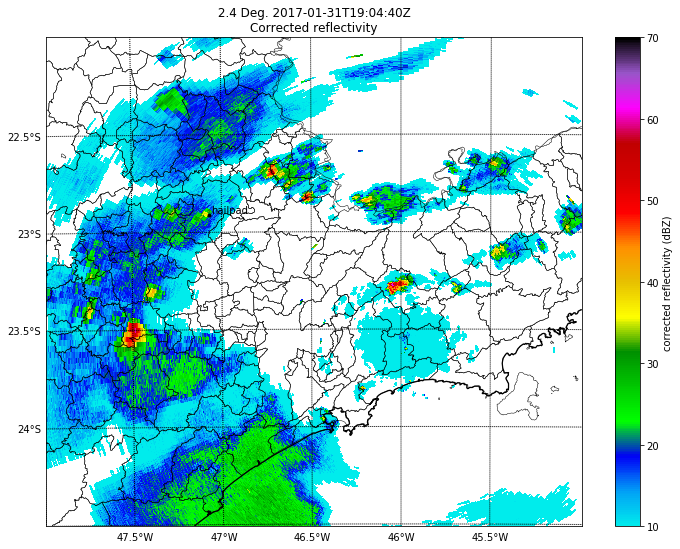 2.4 Deg. 2017-01-31T19:04:40Z
Corrected reflectivity
22.5°S
23°S
23.5°S
24°S
hailpad
47.5°W
47°W
46.5°W
46°W
45.5°W
70
60
50
40
30
20
10
corrected reflectivity (dBZ)